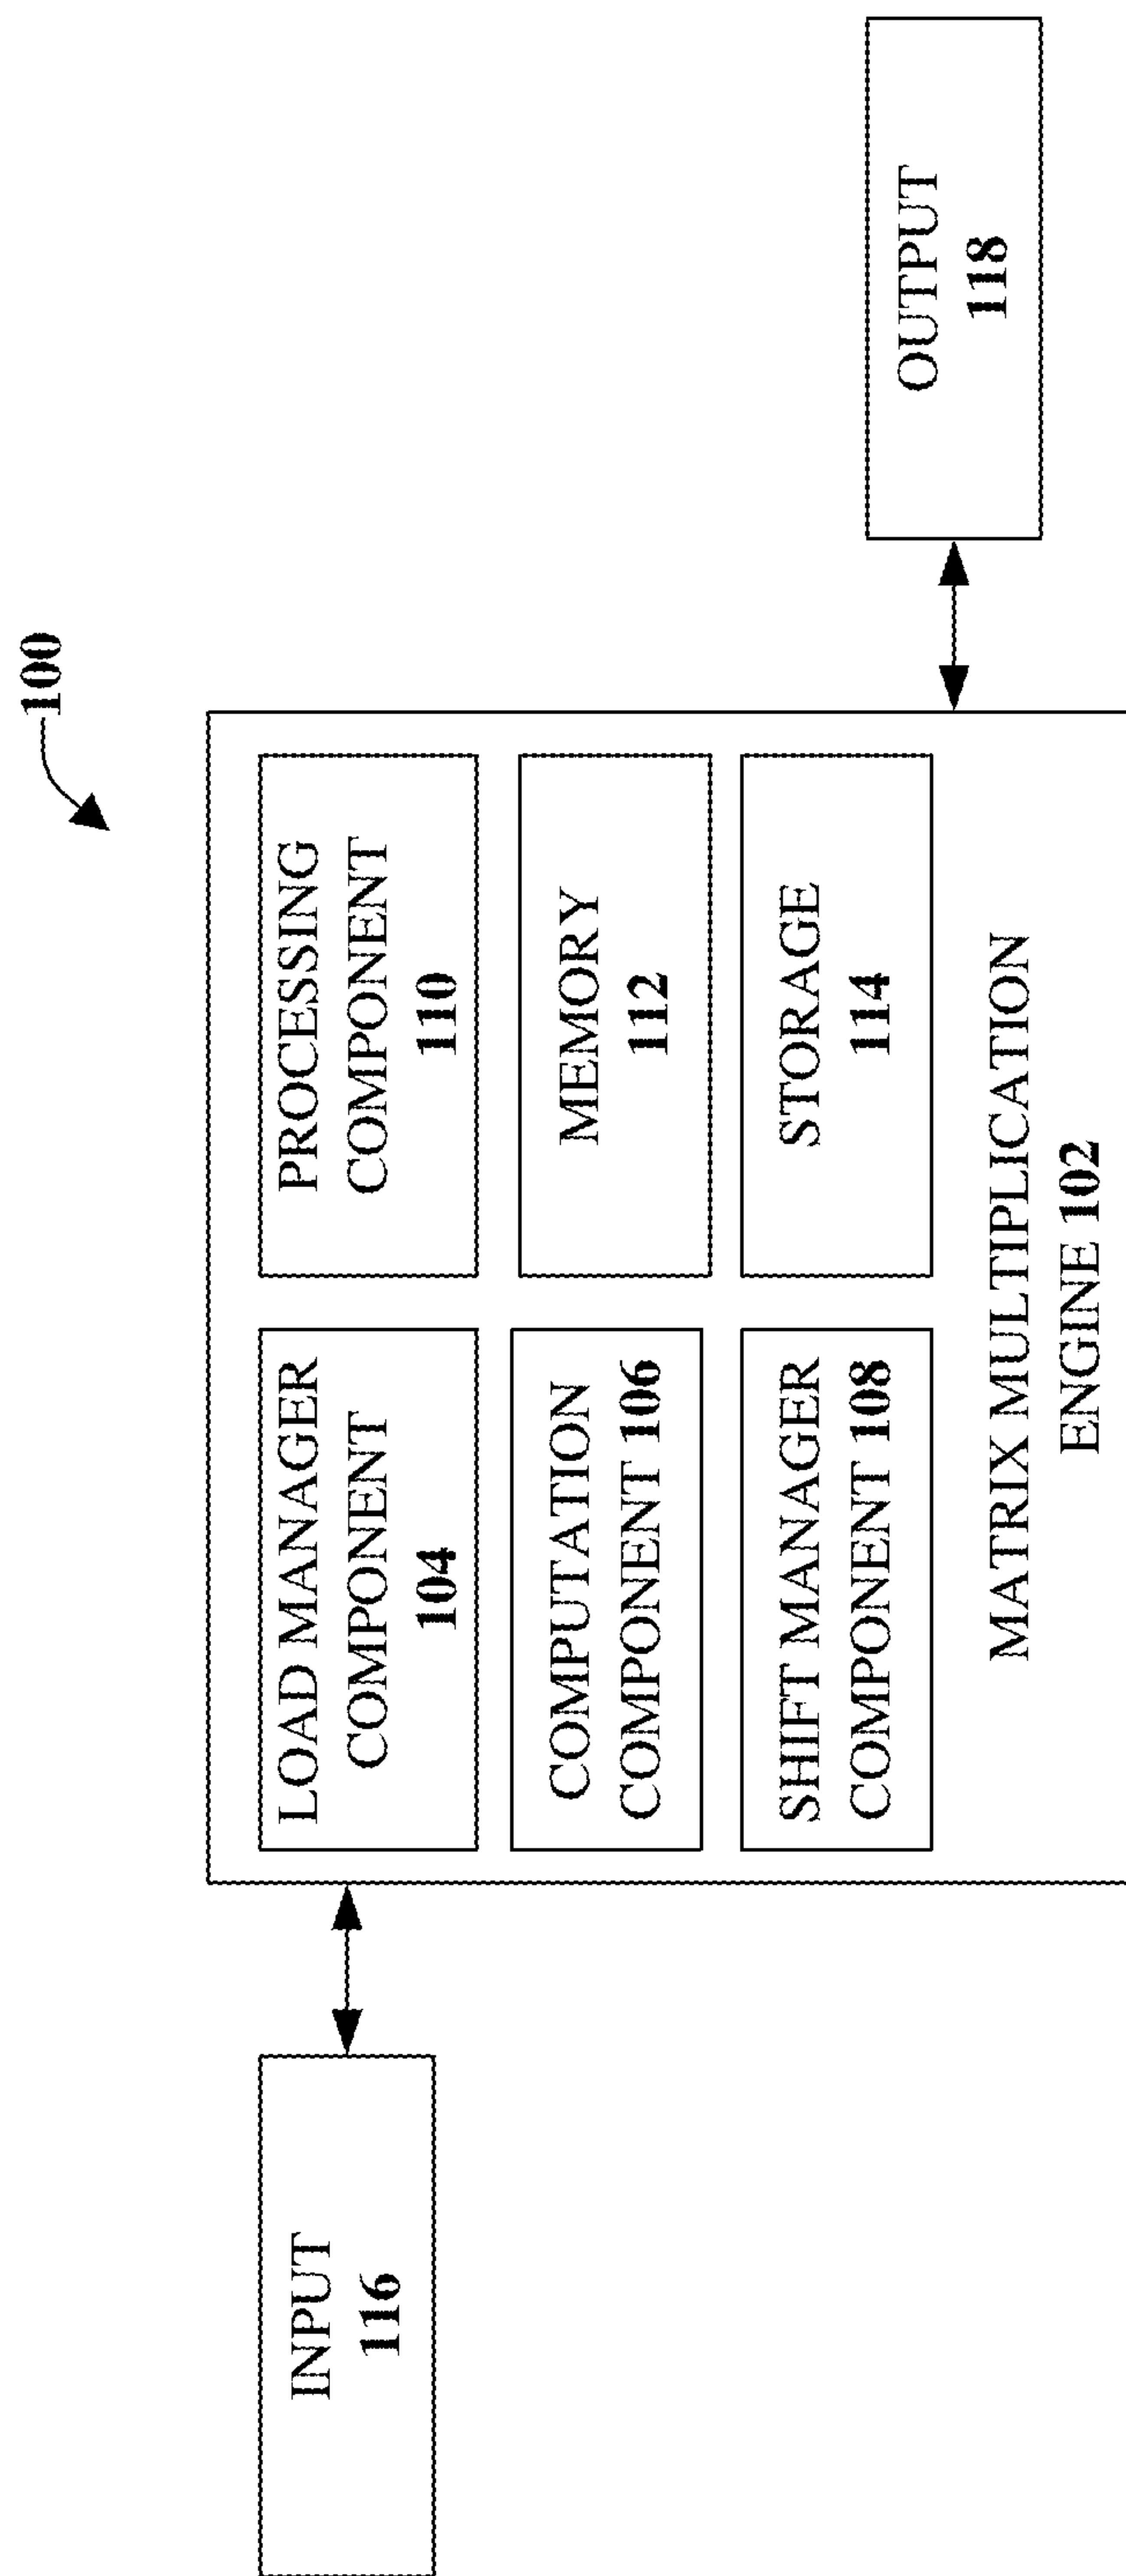 100
INPUT
116
LOAD MANAGER
COMPONENT
104
COMPUTATION
COMPONENT 106
SHIFT MANAGER
COMPONENT 108
PROCESSING
COMPONENT
110
MEMORY
112
STORAGE
114
MATRIX MULTIPLICATION
ENGINE 102
OUTPUT
118